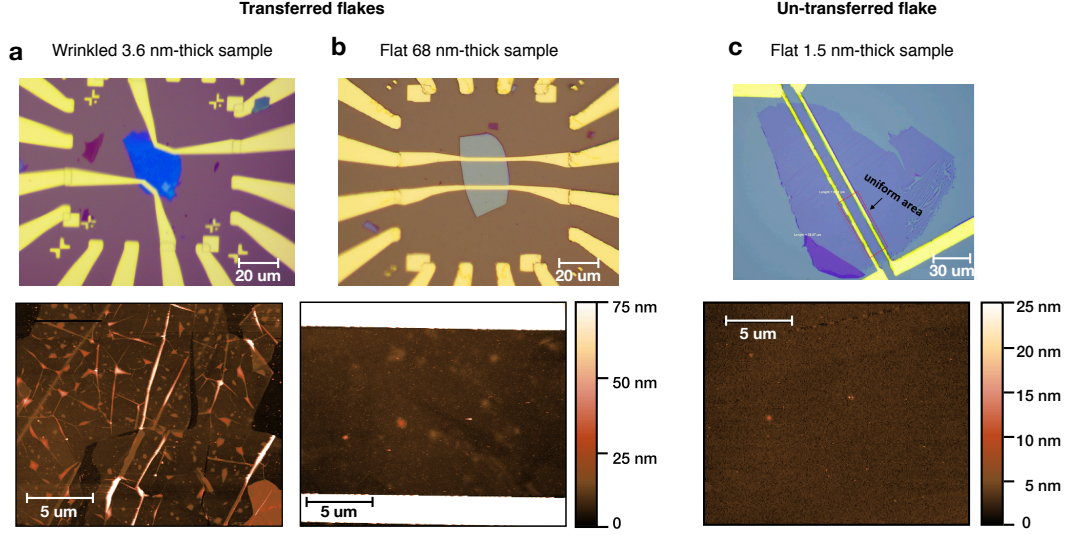 Transferred flakes
Un-transferred flake
a
Wrinkled 3.6 nm-thick sample
b
Flat 68 nm-thick sample
c
Flat 1.5 nm-thick sample
20 um
20 um
uniform area
30 um
5 um
5 um
75 nm
50 nm
25 nm
0
5 um
25 nm
20 nm
15 nm
10 nm
5 nm
0